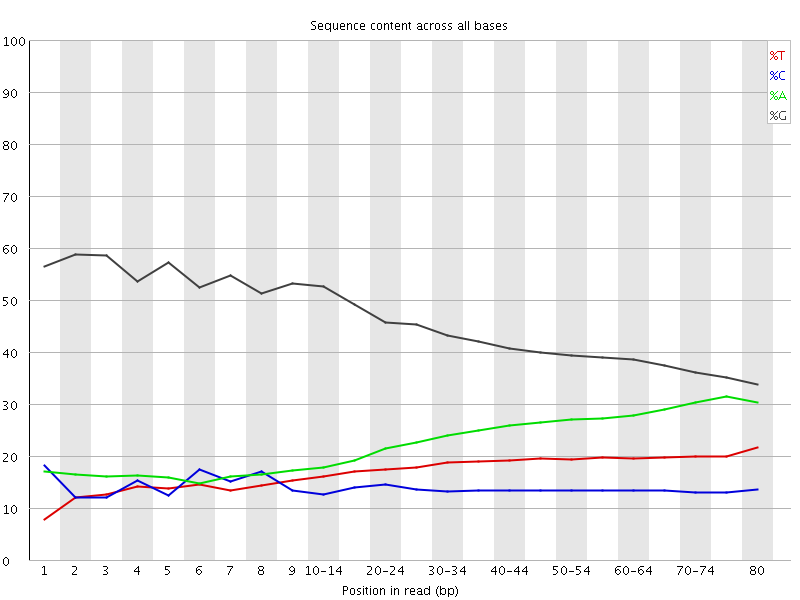 Sequence content across all bases
100
90
80
70
60
50
40
30
20
10
0
%T
%C
%A
%G
1 2 3 4 5 6 7 8 9 10-14 20-24 30-34 40-44 50-54 60-64 70-74 80
Position in read (bp)